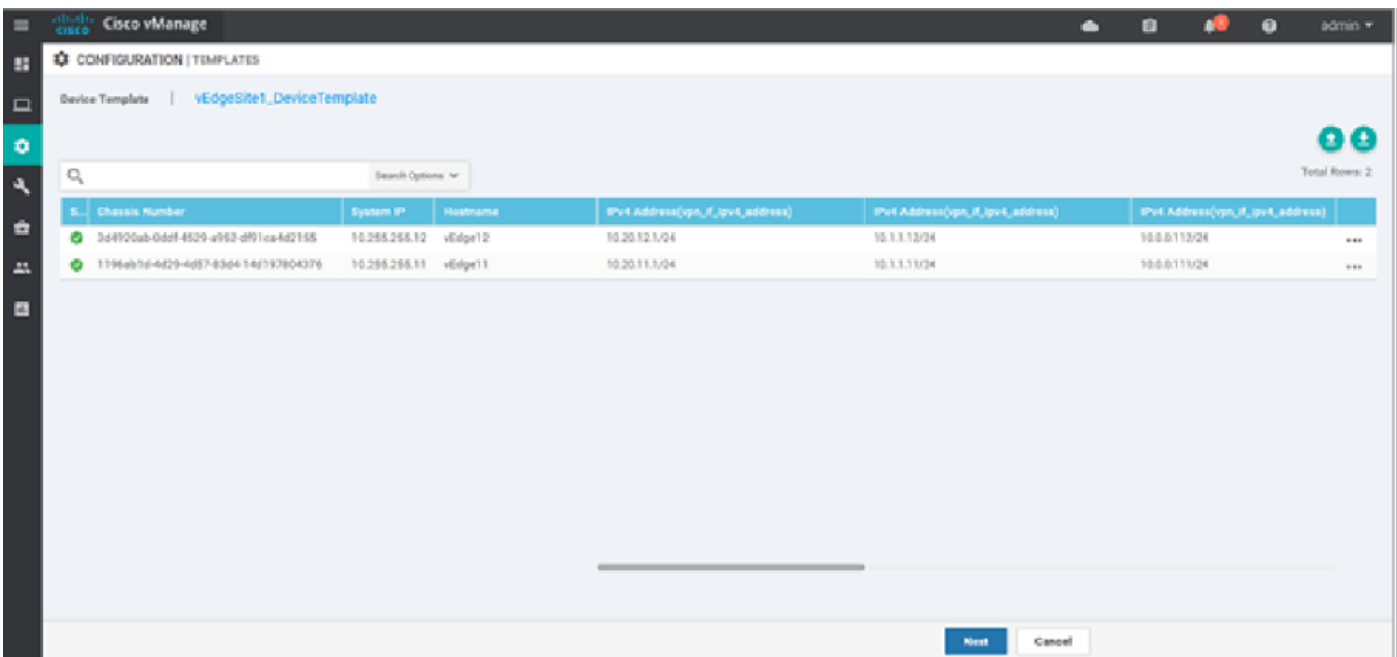 cisco Cisco vManage admin
CONFIGURATION | TEMPLATES
Device Template | vEdgeSite1_DeviceTemplate
Search Options
Total Rows: 2
S... Chassis Number System IP Hostname IPv4 Address(vpn_if_ipv4_address) IPv4 Address(vpn_if_ipv4_address) IPv4 Address(vpn_if_ipv4_address)
10.255.255.12 vEdge12 10.20.12.1/24 10.1.1.12/24 10.0.0.112/24 •••
10.255.255.11 vEdge11 10.20.11.1/24 10.1.1.11/24 10.0.0.111/24 •••
Next Cancel